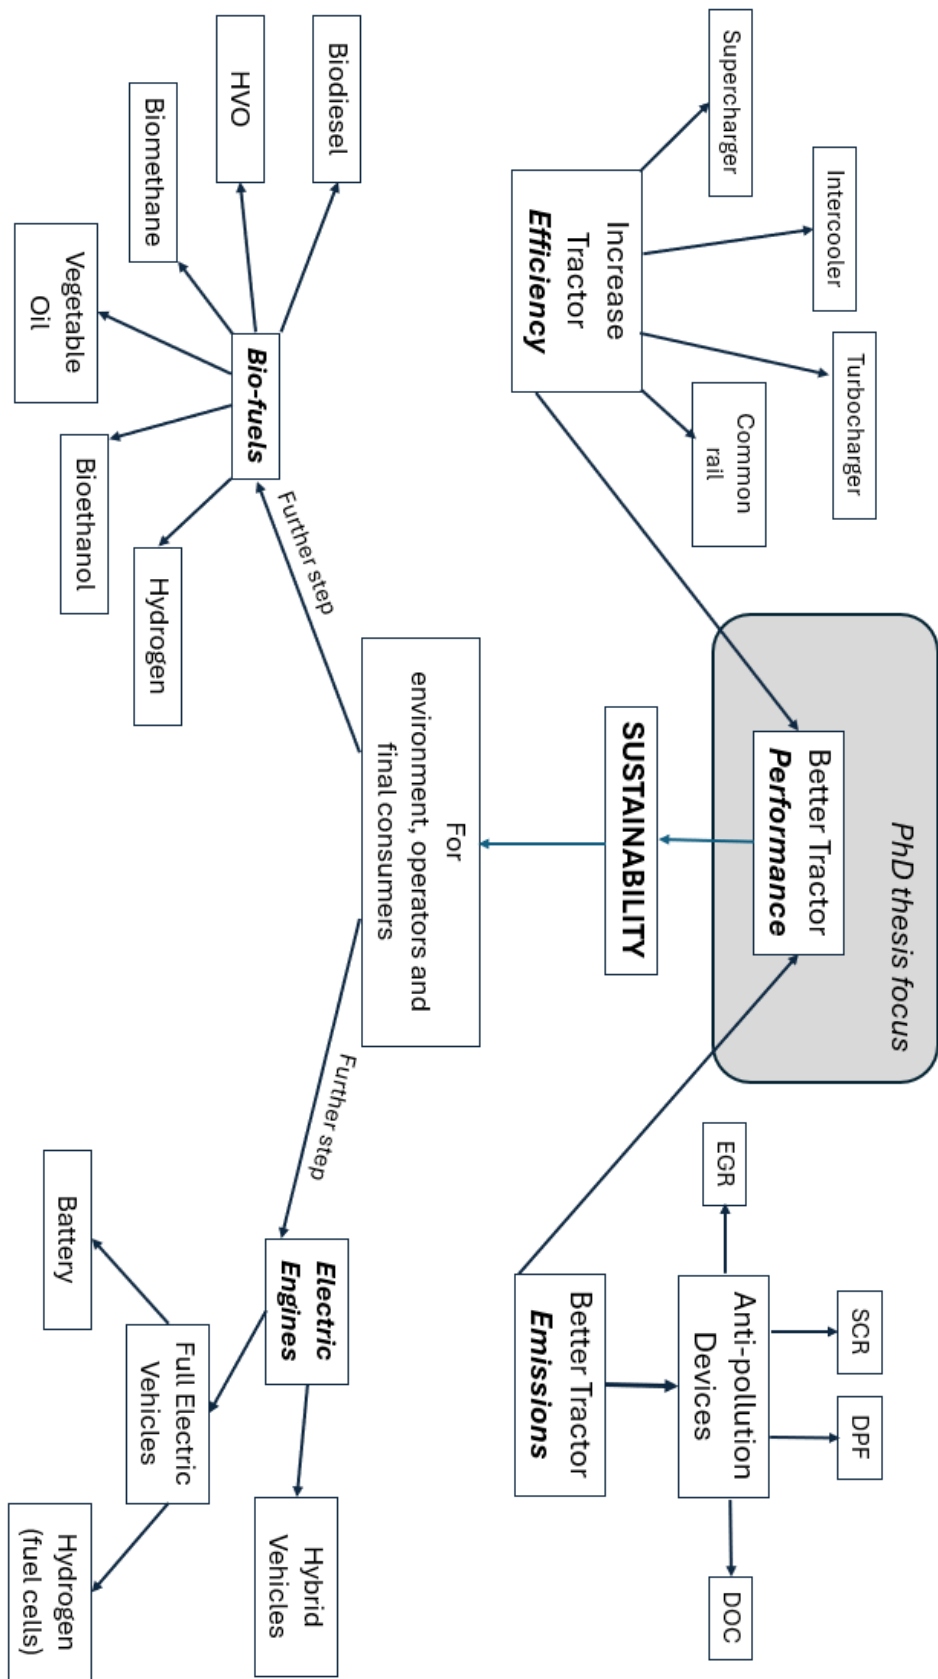 PhD thesis focus
Intercooler
Turbocharger
Supercharger
Common
rail
Increase
Tractor
Efficiency
Better Tractor
Performance
SCR
DPF
EGR
Anti-pollution
Devices
DOC
Better Tractor
Emissions
SUSTAINABILITY
For
environment, operators and
final consumers
Further step
Further step
Biodiesel
HVO
Biomethane
Vegetable
Oil
Bio-fuels
Bioethanol
Hydrogen
Electric
Engines
Hybrid
Vehicles
Full Electric
Vehicles
Battery
Hydrogen
(fuel cells)